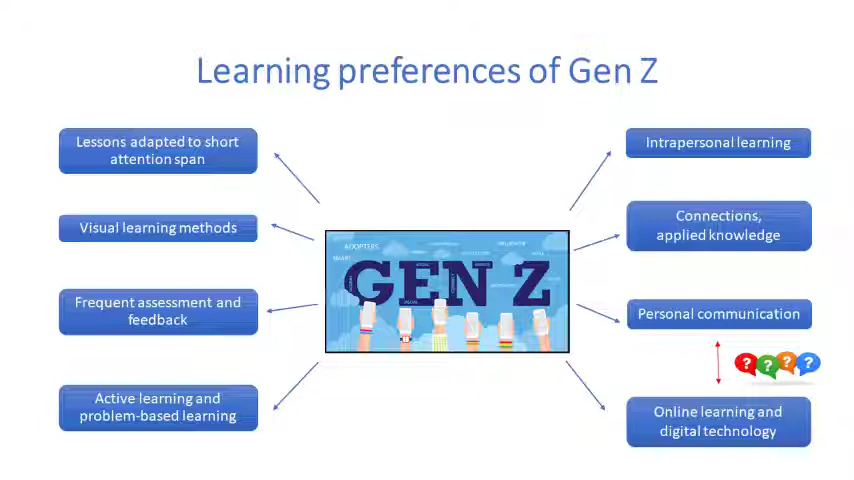 Learning preferences of Gen Z
Lessons adapted to short
attention span
Visual learning methods
Frequent assessment and
feedback
Active learning and
problem-based learning
ADOPTERS
SMART
GEN Z
Intrapersonal learning
Connections,
applied knowledge
Personal communication
? ? ? ?
Online learning and
digital technology